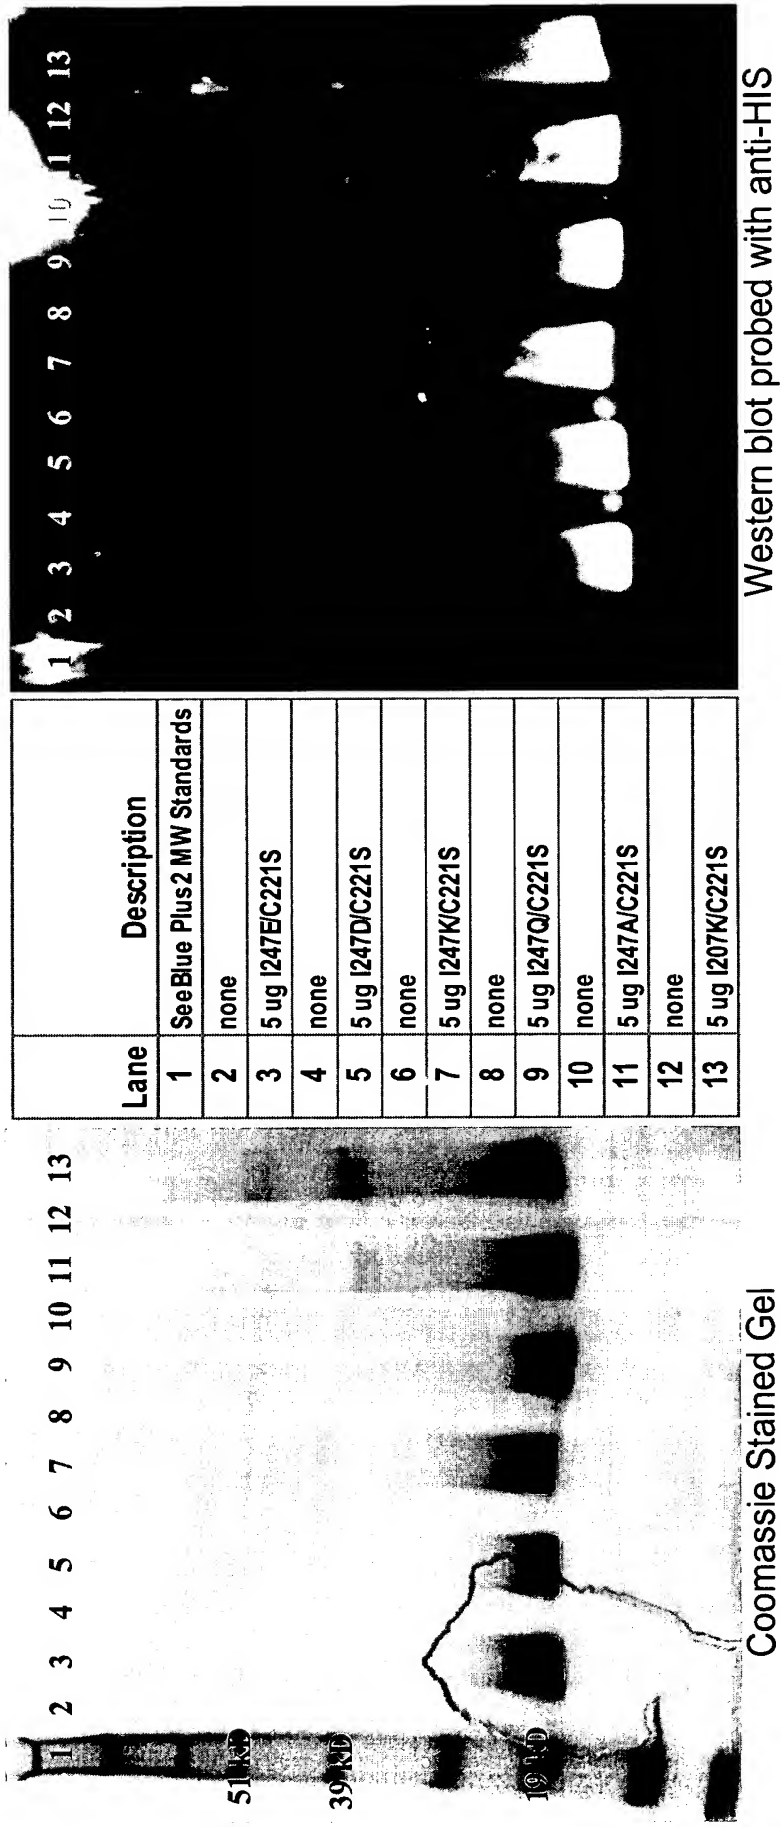 1 2 3 4 5 6 7 8 9 10 11 12 13
51 kD
39 kD
19 kD
Coomassie Stained Gel
Lane Description
1 SeeBlue Plus2 MW Standards
2 none
3 5 ug I247E/C221S
4 none
5 5 ug I247D/C221S
6 none
7 5 ug I247K/C221S
8 none
9 5 ug I247Q/C221S
10 none
11 5 ug I247A/C221S
12 none
13 5 ug I207K/C221S
1 2 3 4 5 6 7 8 9 10 11 12 13
Western blot probed with anti-HIS